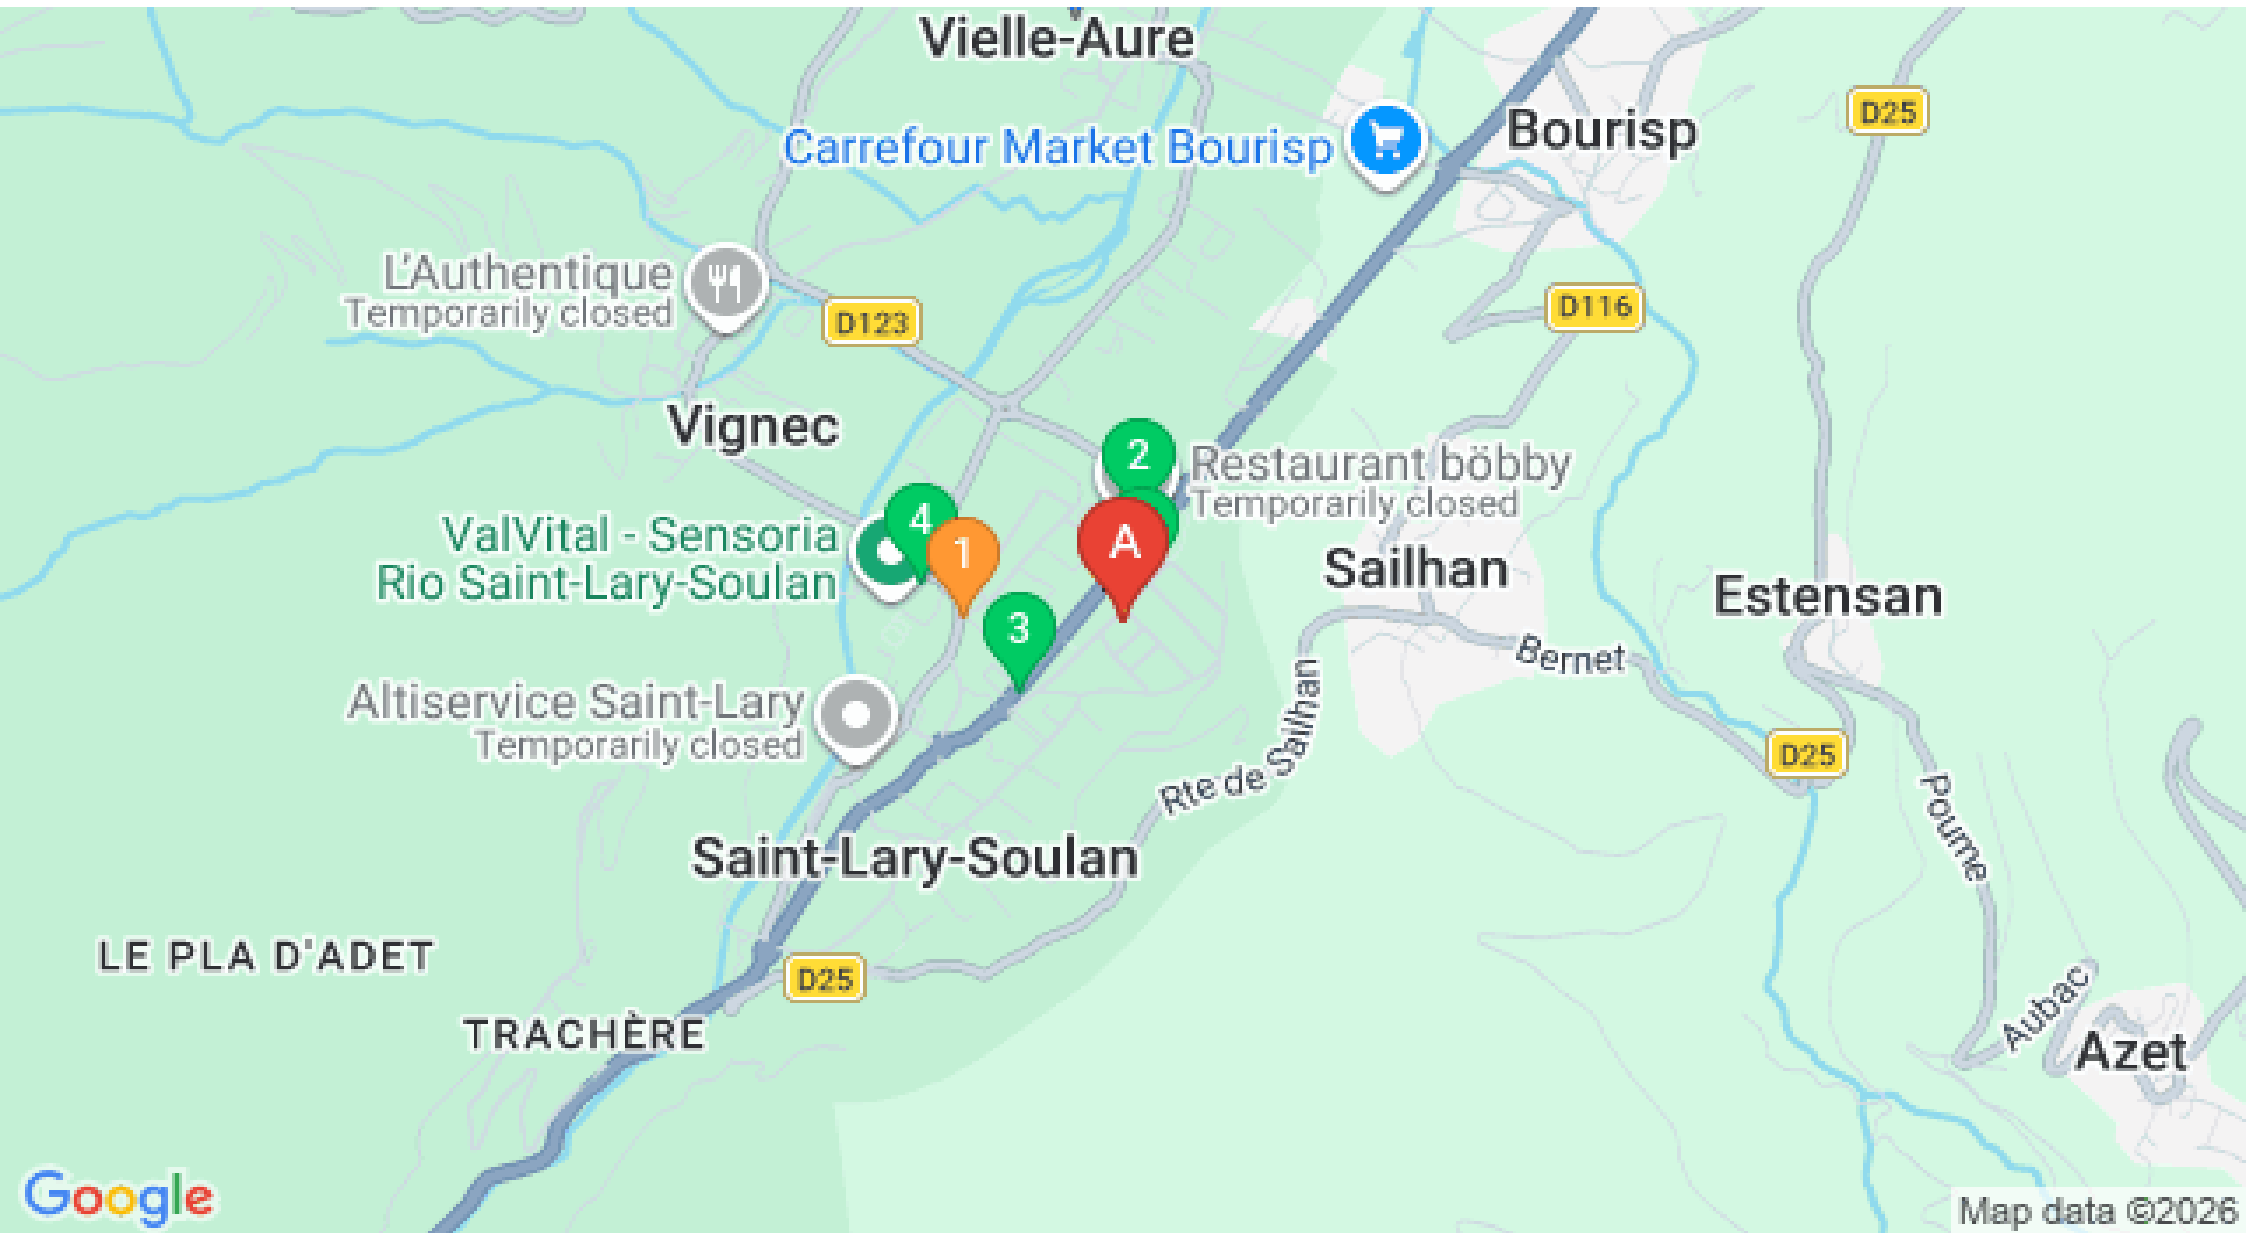 Vielle-Aure
Bourisp
D25
Carrefour Market Bourisp
L'Authentique
Temporarily closed
D123
D116
Vignec
2
Restaurant böbby
Temporarily closed
ValVital - Sensoria
Rio Saint-Lary-Soulan
4
1
A
Sailhan
Estensan
3
Bernet
Altiservice Saint-Lary
Temporarily closed
Rte de Sailhan
D25
Poume
Saint-Lary-Soulan
LE PLA D'ADET
D25
TRACHÈRE
Aubac
Azet
Google
Map data ©2026